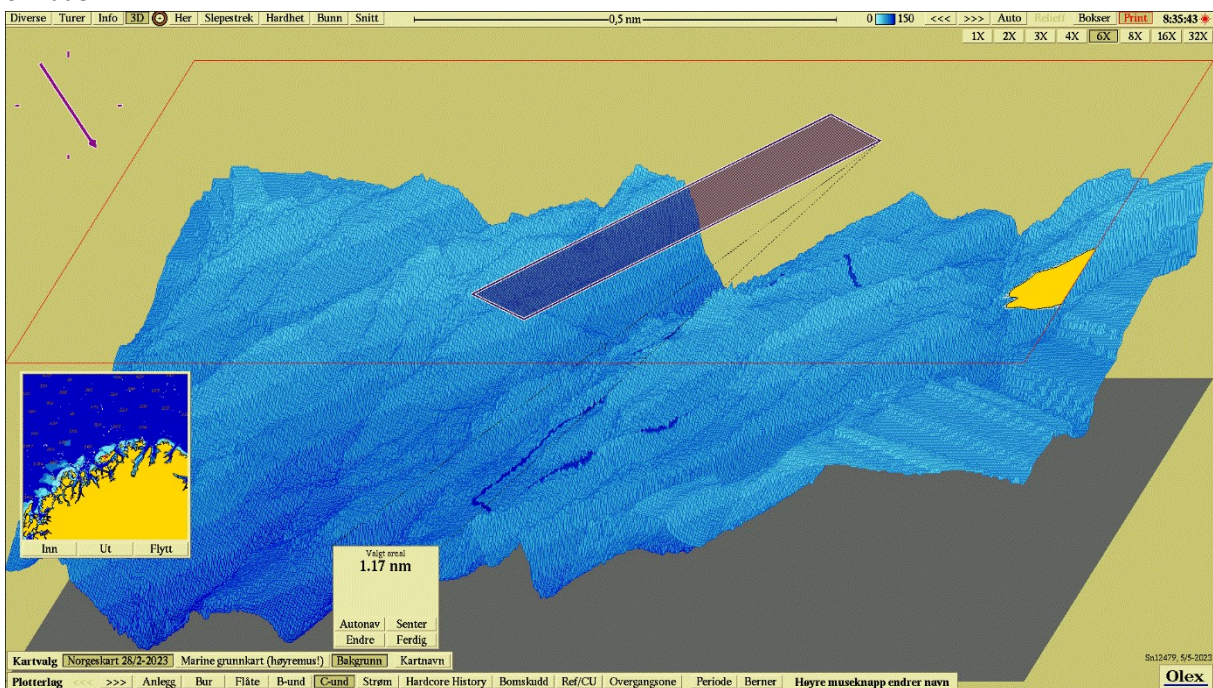 Diverse Turer Info 3D Her Slepestrek Hardhet Bunn Snitt 0,5 nm 0 150 <<< >>> Auto Relieff Bokser Print 8:35:43
1X 2X 3X 4X 6X 8X 16X 32X
Inn Ut Flytt
Valgt areal
1.17 nm
Autonav Senter
Endre Ferdig
Kartvalg Norgeskart 28/2-2023 Marine grunnkart (høyremus!) Bakgrunn Kartnavn
Sn12479, 5/5-2023
Plotterlag <<< >>> Anlegg Bur Flåte B-und C-und Strøm Hardcore History Bomskudd Ref/CU Overgangsone Periode Berner Høyre museknapp endrer navn Olex